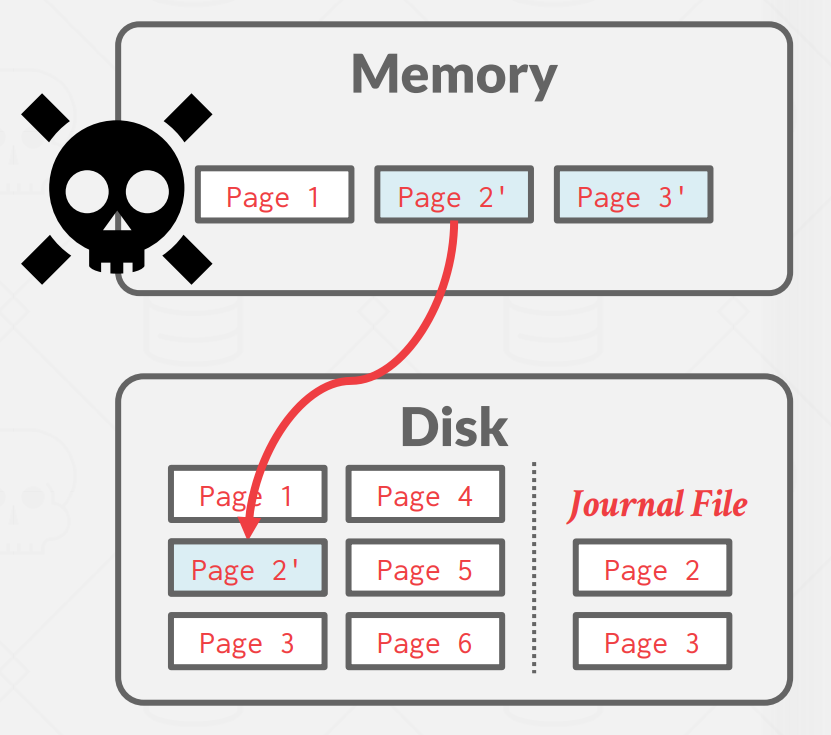 Memory
Page 1
Page 2'
Page 3'
Disk
Page 1
Page 4
Page 2'
Page 5
Page 3
Page 6
Journal File
Page 2
Page 3